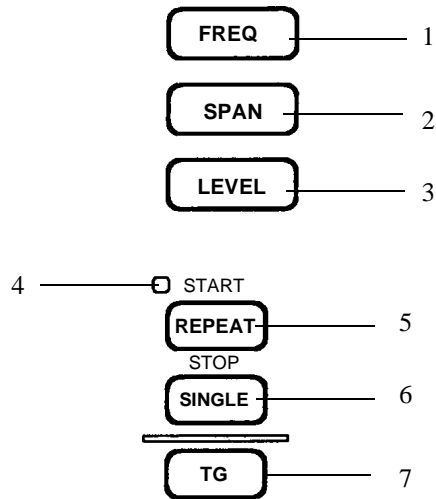 FREQ 1
SPAN 2
LEVEL 3
4 START
REPEAT 5
STOP
SINGLE 6
TG 7